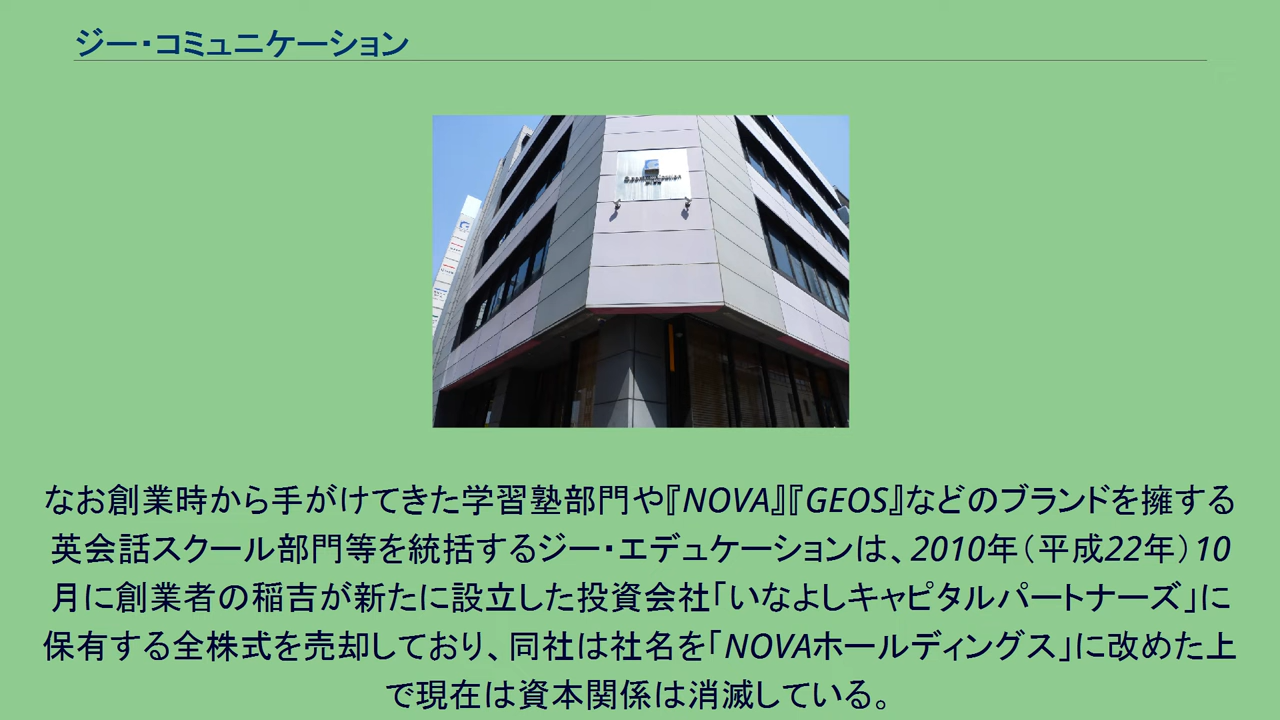 ジー・コミュニケーション
なお創業時から手がけてきた学習塾部門や『NOVA』『GEOS』などのブランドを擁する
英会話スクール部門等を統括するジー・エデュケーションは、2010年（平成22年）10
月に創業者の稲吉が新たに設立した投資会社「いなよしキャピタルパートナーズ」に
保有する全株式を売却しており、同社は社名を「NOVAホールディングス」に改めた上
で現在は資本関係は消滅している。